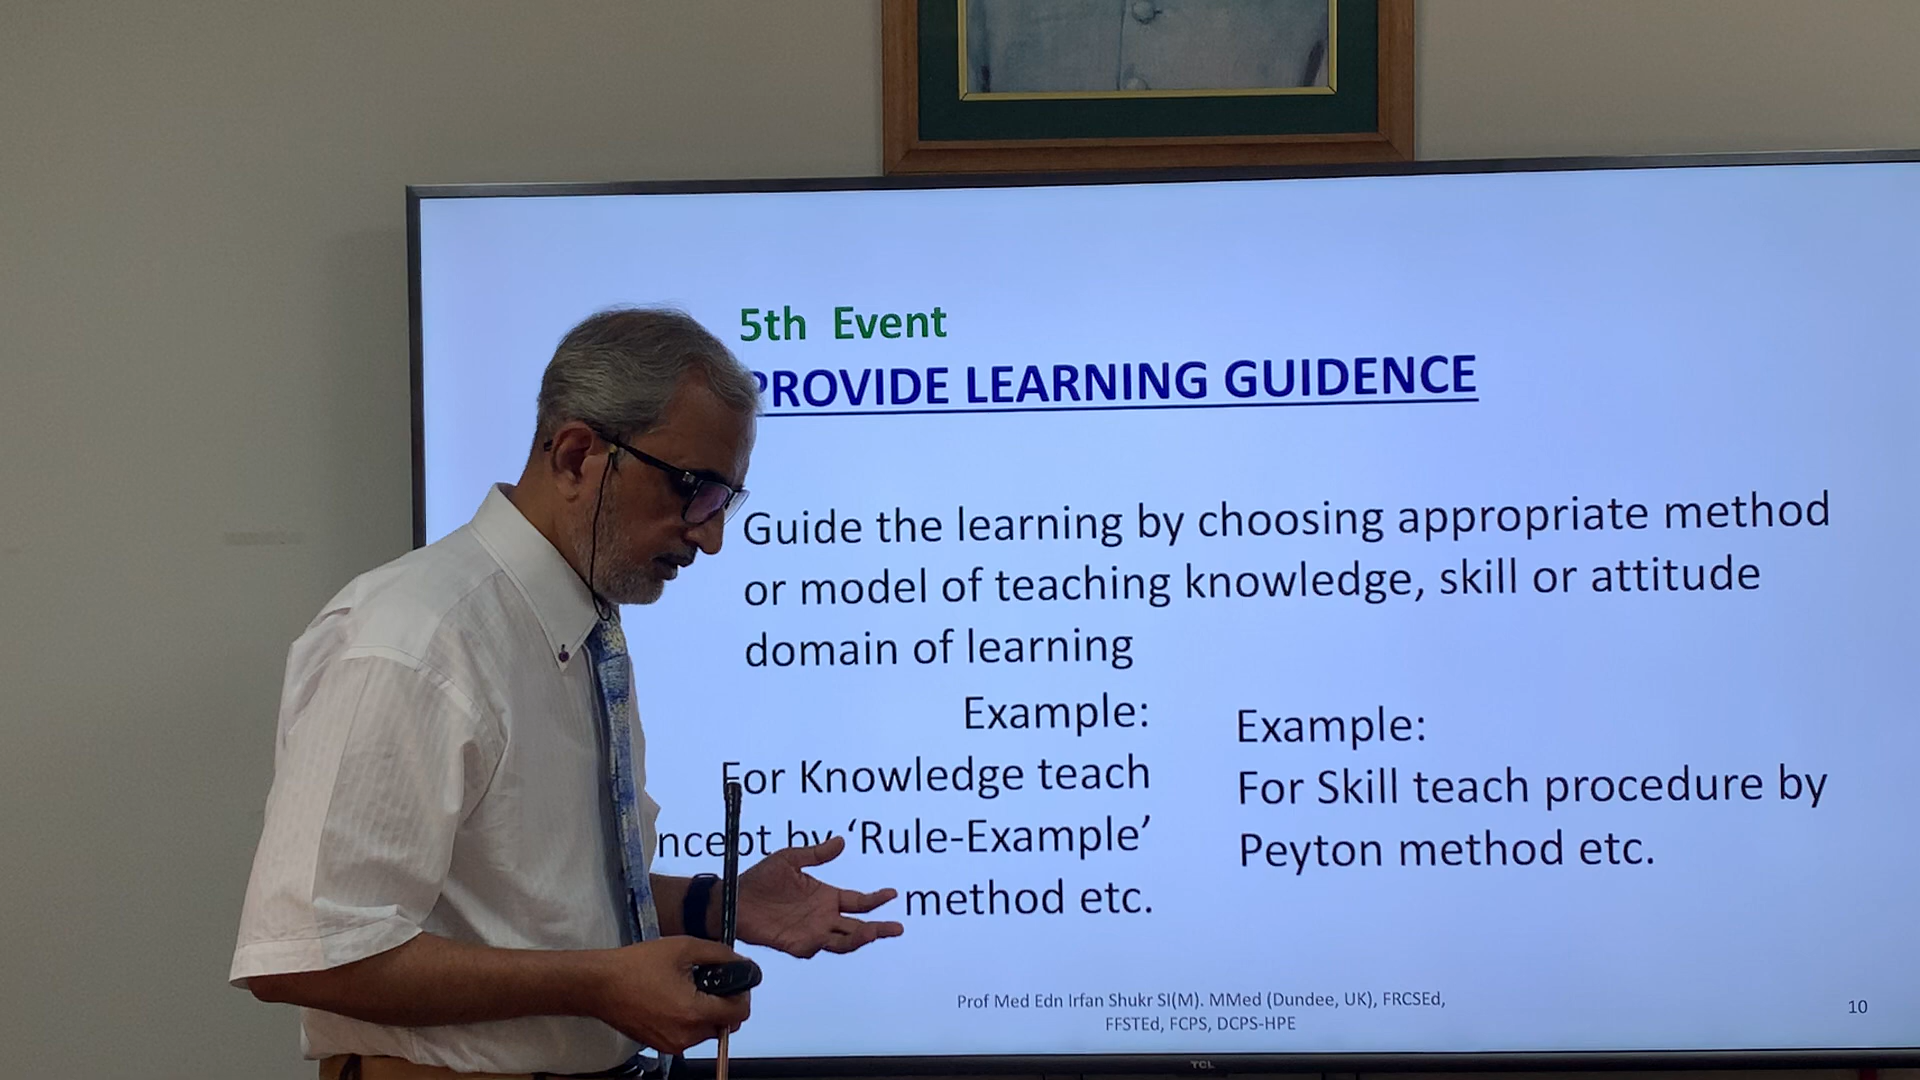 5th Event
PROVIDE LEARNING GUIDENCE
Guide the learning by choosing appropriate method
or model of teaching knowledge, skill or attitude
domain of learning
Example:
For Knowledge teach
by 'Rule-Example'
method etc.
Example:
For Skill teach procedure by
Peyton method etc.
Prof Med Edn Irfan Shukr SI(M). MMed (Dundee, UK), FRCSEd,
FFSTEd, FCPS, DCPS-HPE
10
TCL